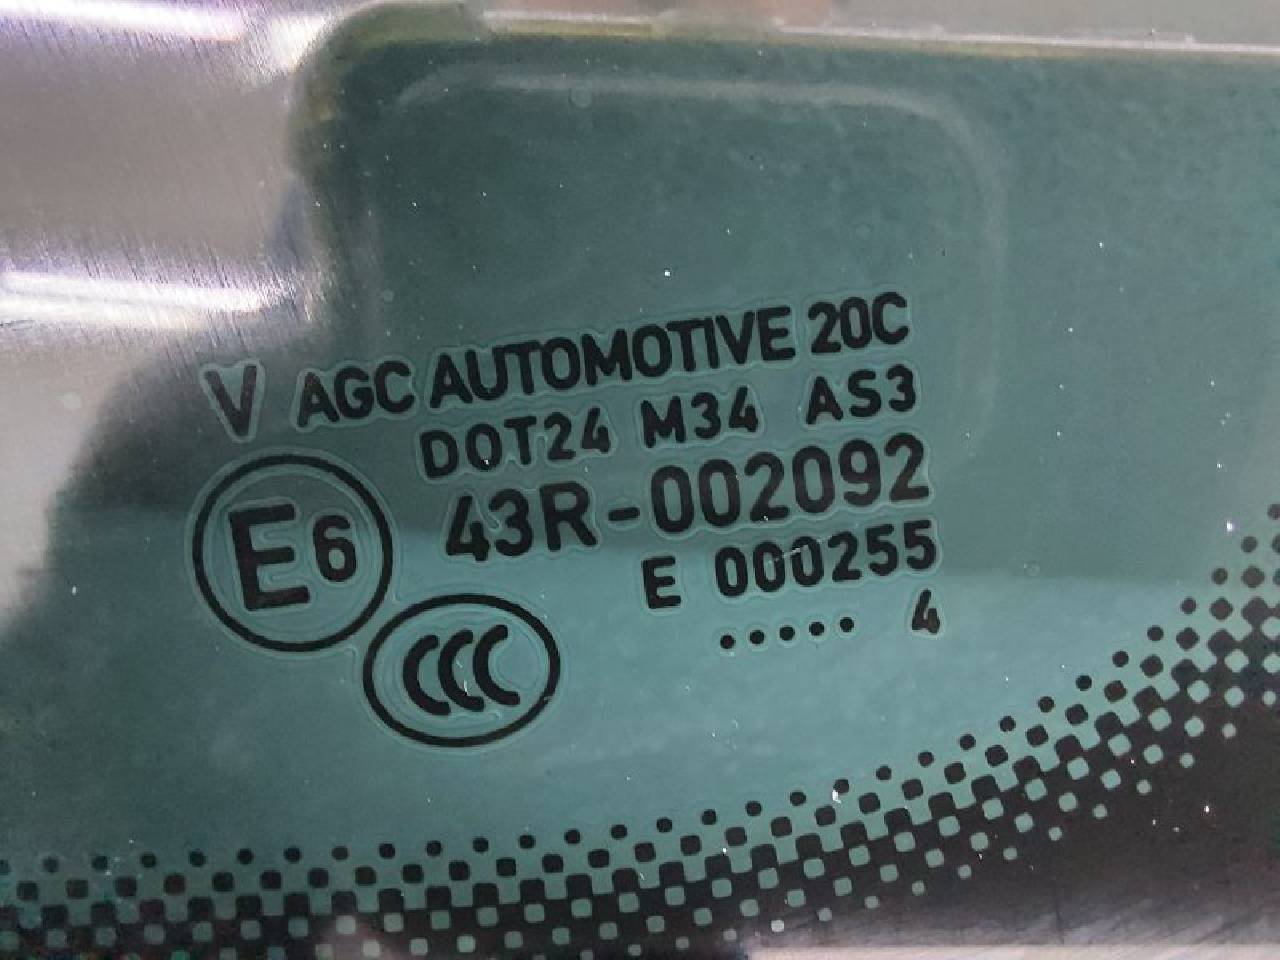 V AGC AUTOMOTIVE 20C
DOT24 M34 AS3
43R-002092
E6
E 000255
..... 4
CCC